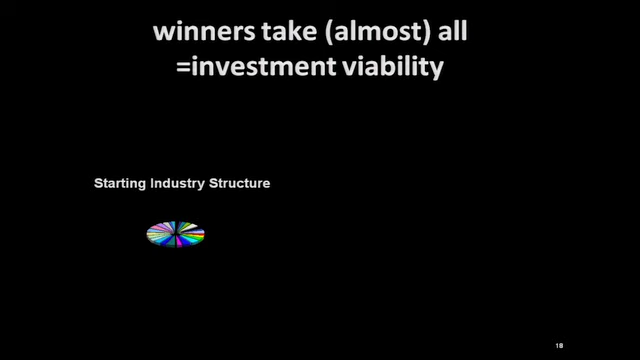 winners take (almost) all
=investment viability
Starting Industry Structure
18